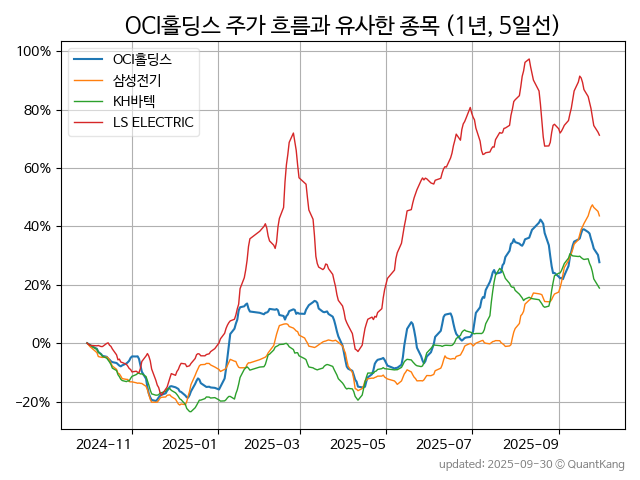 OCI홀딩스 주가 흐름과 유사한 종목 (1년, 5일선)
OCI홀딩스
삼성전기
KH바텍
LS ELECTRIC
100%
80%
60%
40%
20%
0%
−20%
2024-11 2025-01 2025-03 2025-05 2025-07 2025-09
updated: 2025-09-30 © QuantKang